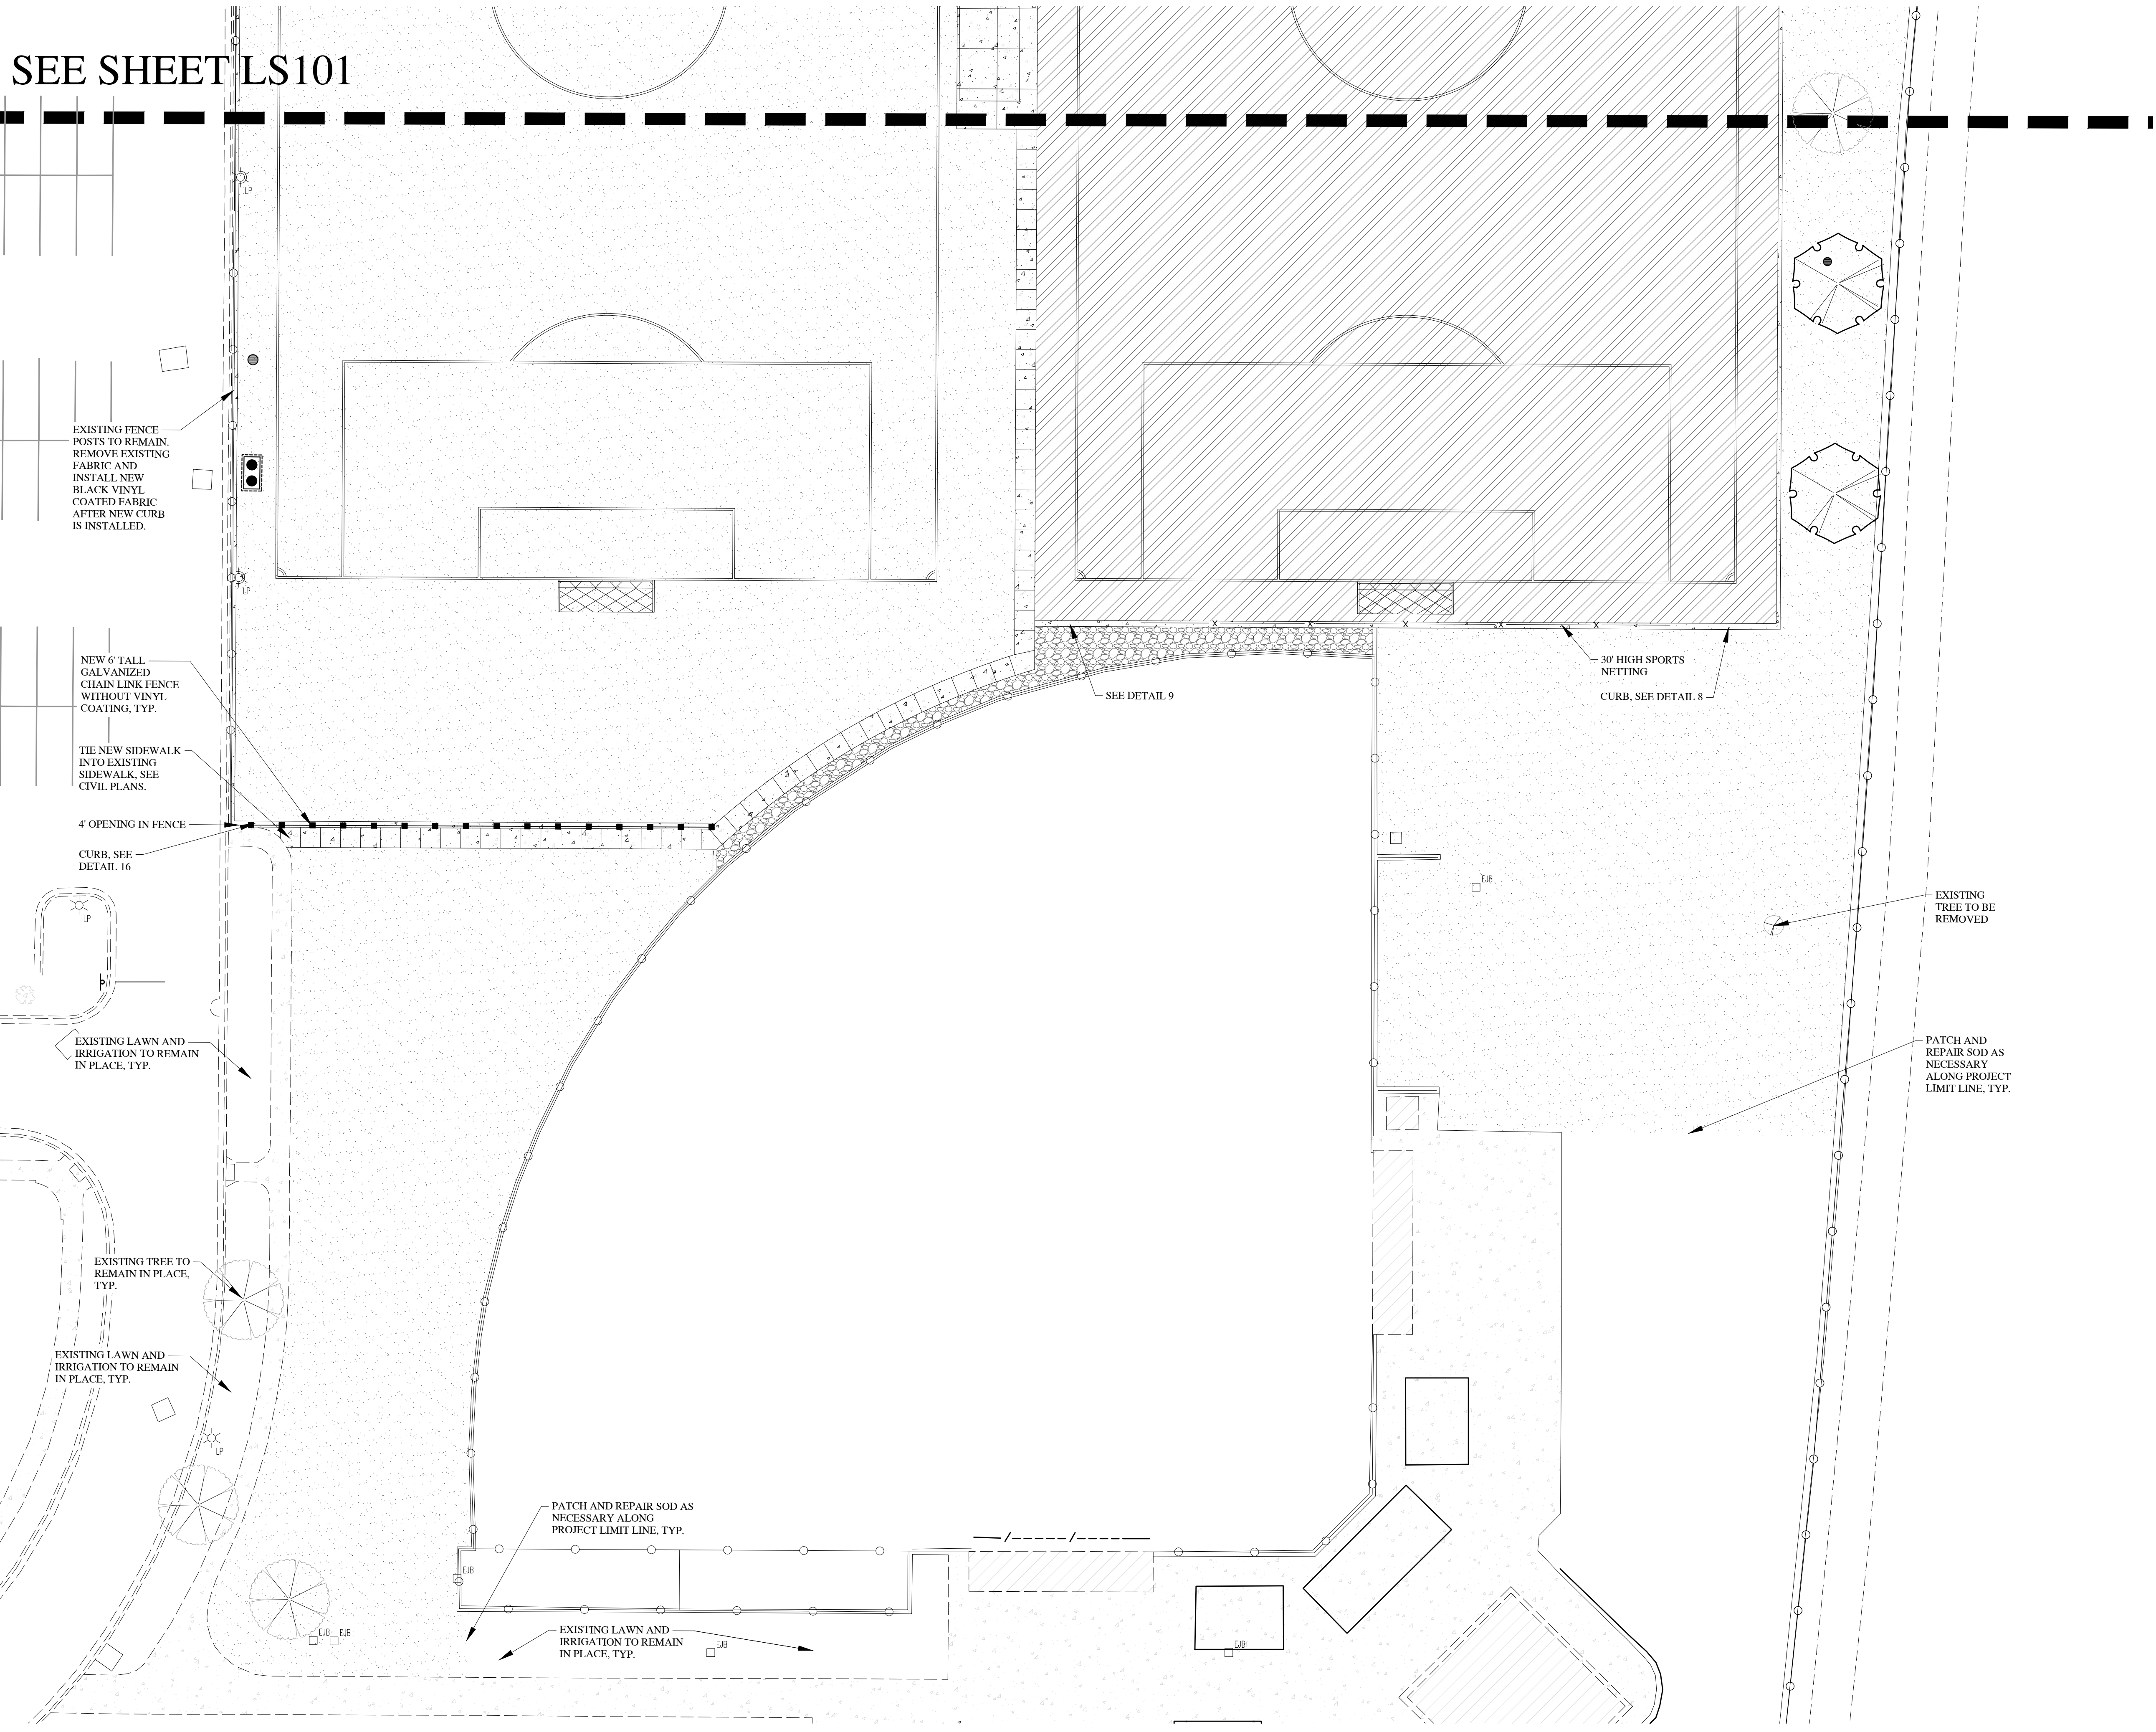 SEE SHEET LS101
LP
EXISTING FENCE
POSTS TO REMAIN.
REMOVE EXISTING
FABRIC AND
INSTALL NEW
BLACK VINYL
COATED FABRIC
AFTER NEW CURB
IS INSTALLED.
LP
NEW 6' TALL
GALVANIZED
CHAIN LINK FENCE
WITHOUT VINYL
COATING, TYP.
30' HIGH SPORTS
NETTING
SEE DETAIL 9
CURB, SEE DETAIL 8
TIE NEW SIDEWALK
INTO EXISTING
SIDEWALK, SEE
CIVIL PLANS.
4' OPENING IN FENCE
CURB, SEE
DETAIL 16
EJB
EXISTING
TREE TO BE
REMOVED
LP
EXISTING LAWN AND
IRRIGATION TO REMAIN
IN PLACE, TYP.
PATCH AND
REPAIR SOD AS
NECESSARY
ALONG PROJECT
LIMIT LINE, TYP.
EXISTING TREE TO
REMAIN IN PLACE,
TYP.
EXISTING LAWN AND
IRRIGATION TO REMAIN
IN PLACE, TYP.
LP
PATCH AND REPAIR SOD AS
NECESSARY ALONG
PROJECT LIMIT LINE, TYP.
EJB
EJB
EJB
EXISTING LAWN AND
IRRIGATION TO REMAIN
IN PLACE, TYP.
EJB
EJB